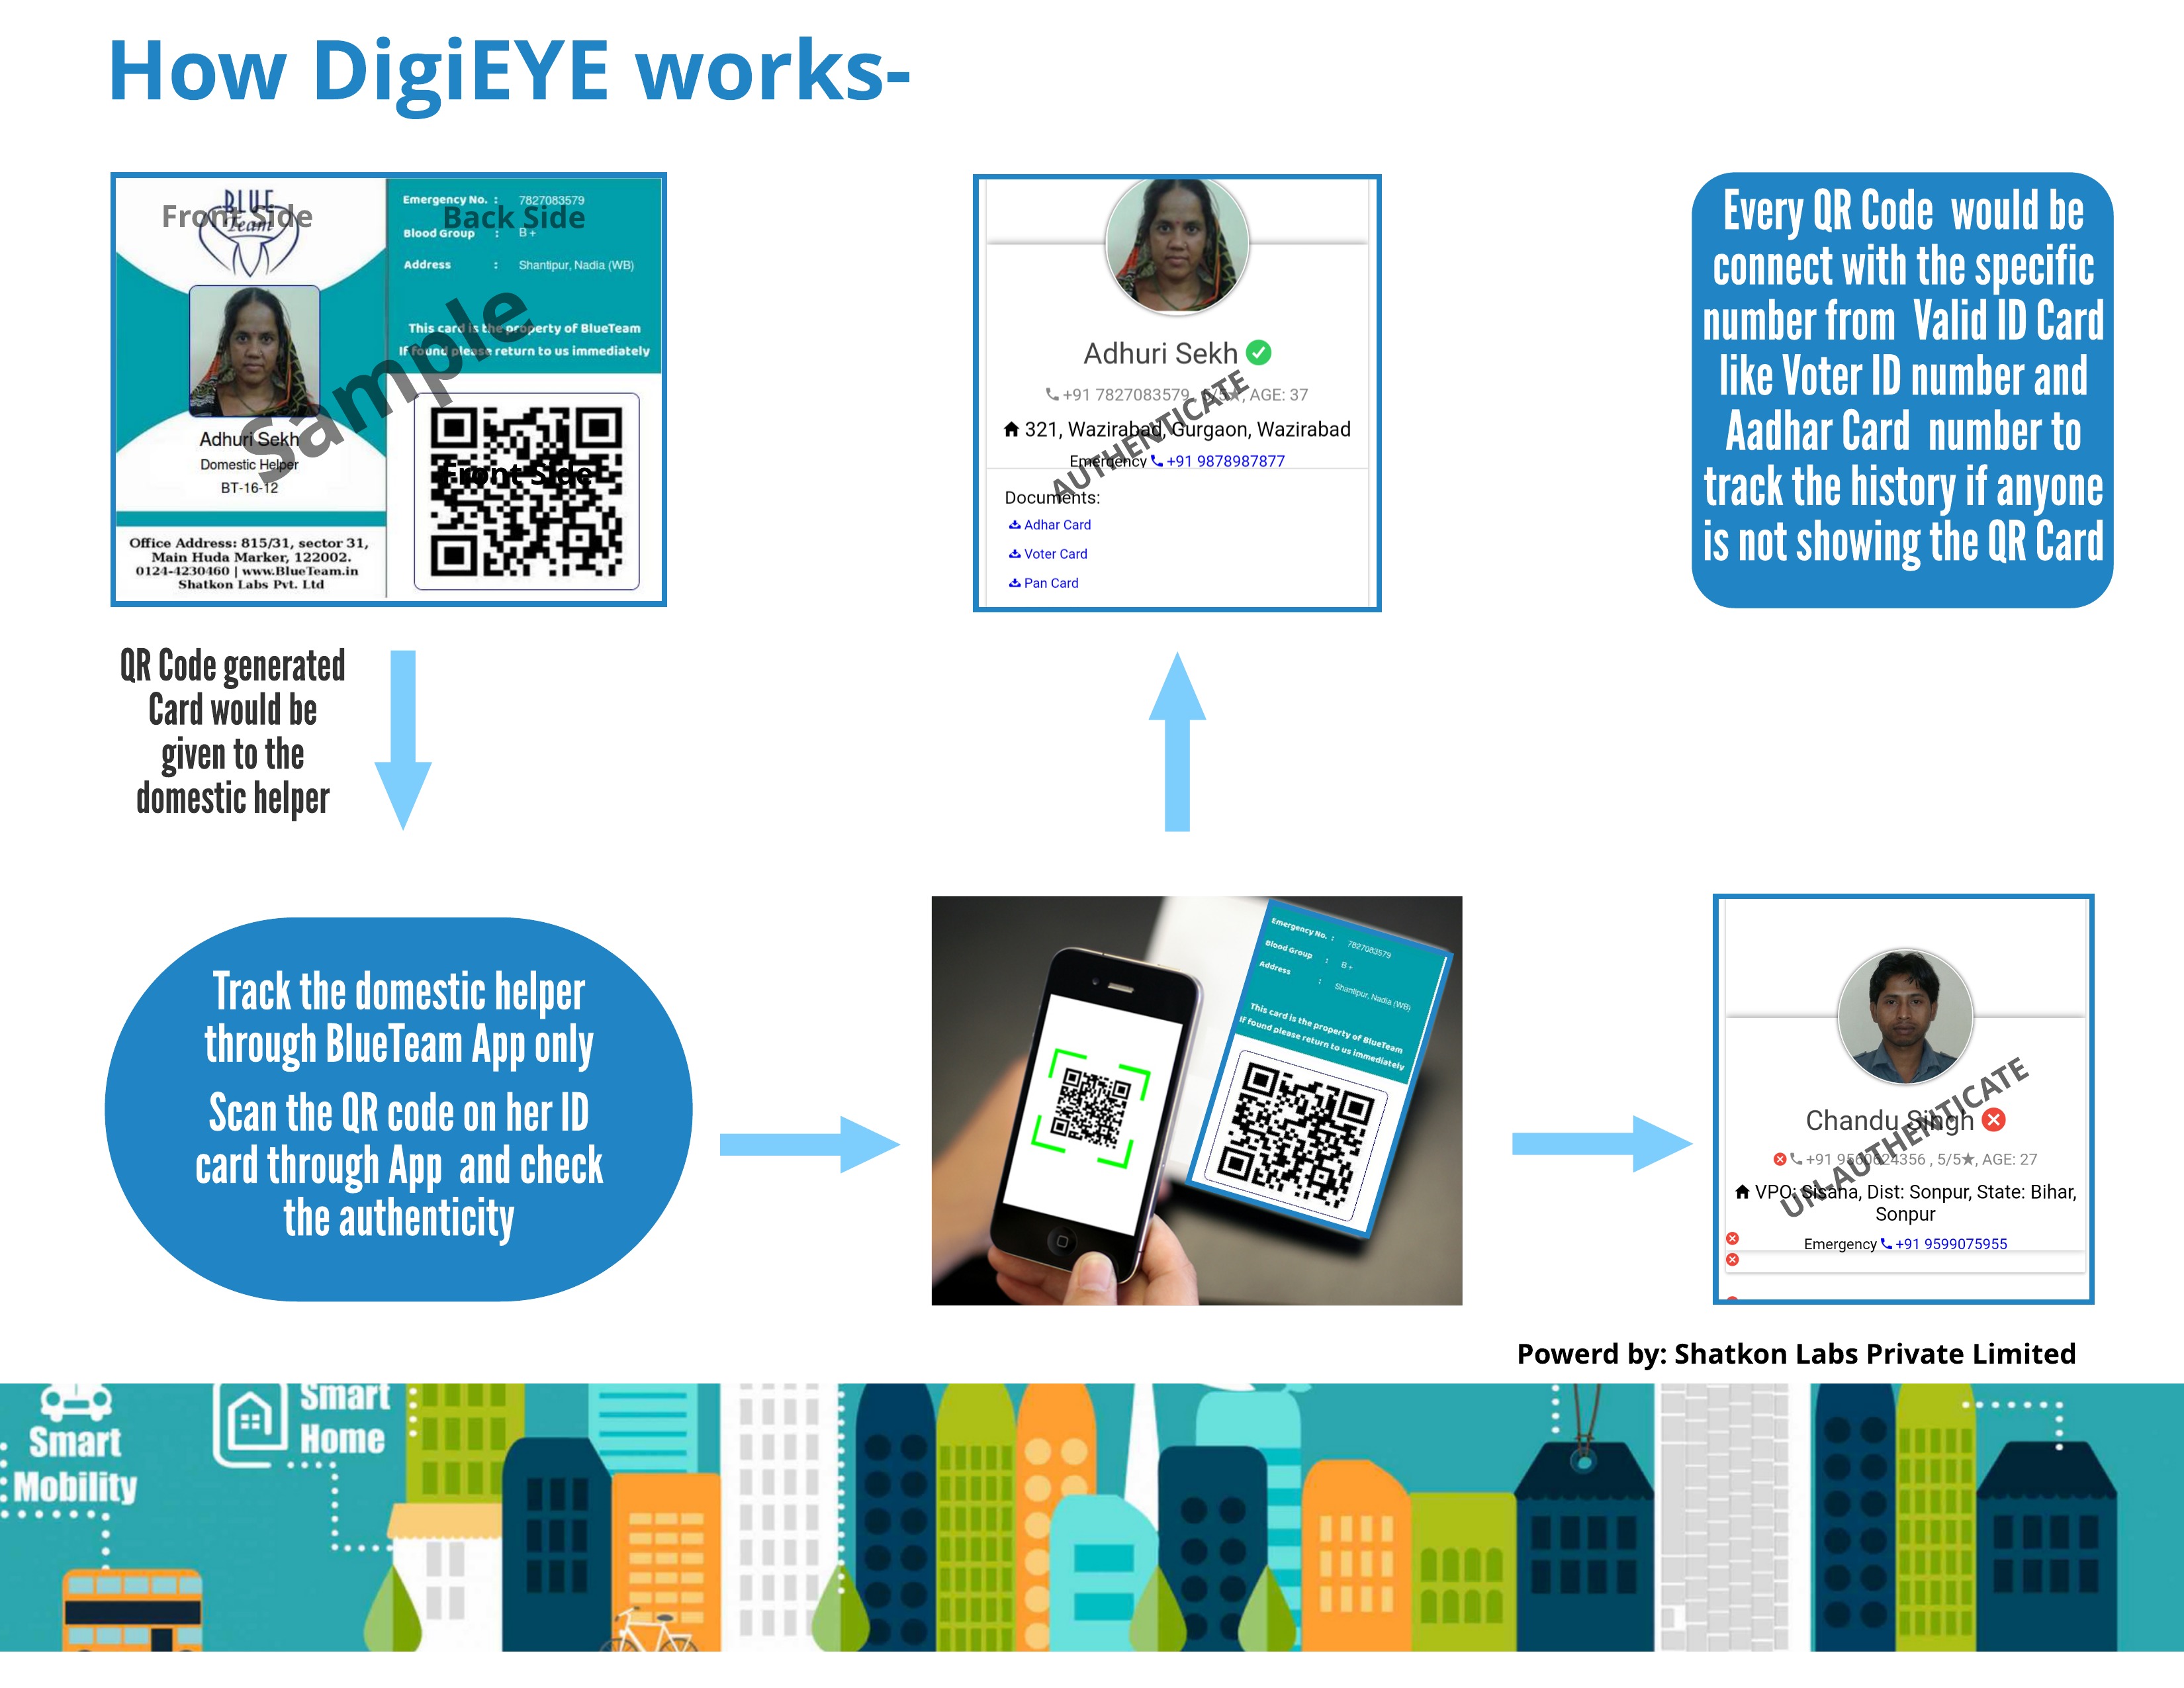 How DigiEYE works-
BLUE
Team
Front Side
Adhuri Sekh
Domestic Helper
BT-16-12
Office Address: 815/31, sector 31,
Main Huda Marker, 122002.
0124-4230460 | www.BlueTeam.in
Shatkon Labs Pvt. Ltd
Back Side
Emergency No. : 7827083579
Blood Group : B+
Address : Shantipur, Nadia (WB)
This card is the property of BlueTeam
If found please return to us immediately
Front Side
Sample
Adhuri Sekh
+91 7827083579, 5/5★, AGE: 37
321, Wazirabad, Gurgaon, Wazirabad
Emergency +91 9878987877
AUTHENTICATE
Documents:
Adhar Card
Voter Card
Pan Card
Every QR Code would be
connect with the specific
number from Valid ID Card
like Voter ID number and
Aadhar Card number to
track the history if anyone
is not showing the QR Card
QR Code generated
Card would be
given to the
domestic helper
Track the domestic helper
through BlueTeam App only
Scan the QR code on her ID
card through App and check
the authenticity
Emergency No. : 7827083579
Blood Group : B+
Address : Shantipur, Nadia (WB)
This card is the property of BlueTeam
If found please return to us immediately
Chandu Singh
+91 9560624356 , 5/5★, AGE: 27
VPO: Sisana, Dist: Sonpur, State: Bihar,
Sonpur
Emergency +91 9599075955
UN-AUTHENTICATE
Powerd by: Shatkon Labs Private Limited
Smart
Mobility
Smart
Home